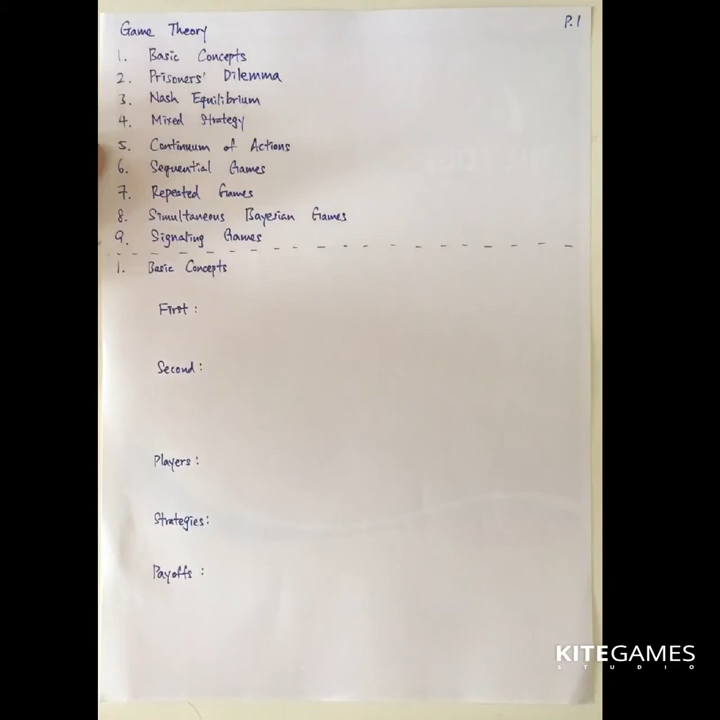 P.1
Game Theory
1. Basic Concepts
2. Prisoners' Dilemma
3. Nash Equilibrium
4. Mixed Strategy
5. Continuum of Actions
6. Sequential Games
7. Repeated Games
8. Simultaneous Bayesian Games
9. Signaling Games
1. Basic Concepts
First :
Second :
Players :
Strategies :
Payoffs :
KITEGAMES
STUDIO